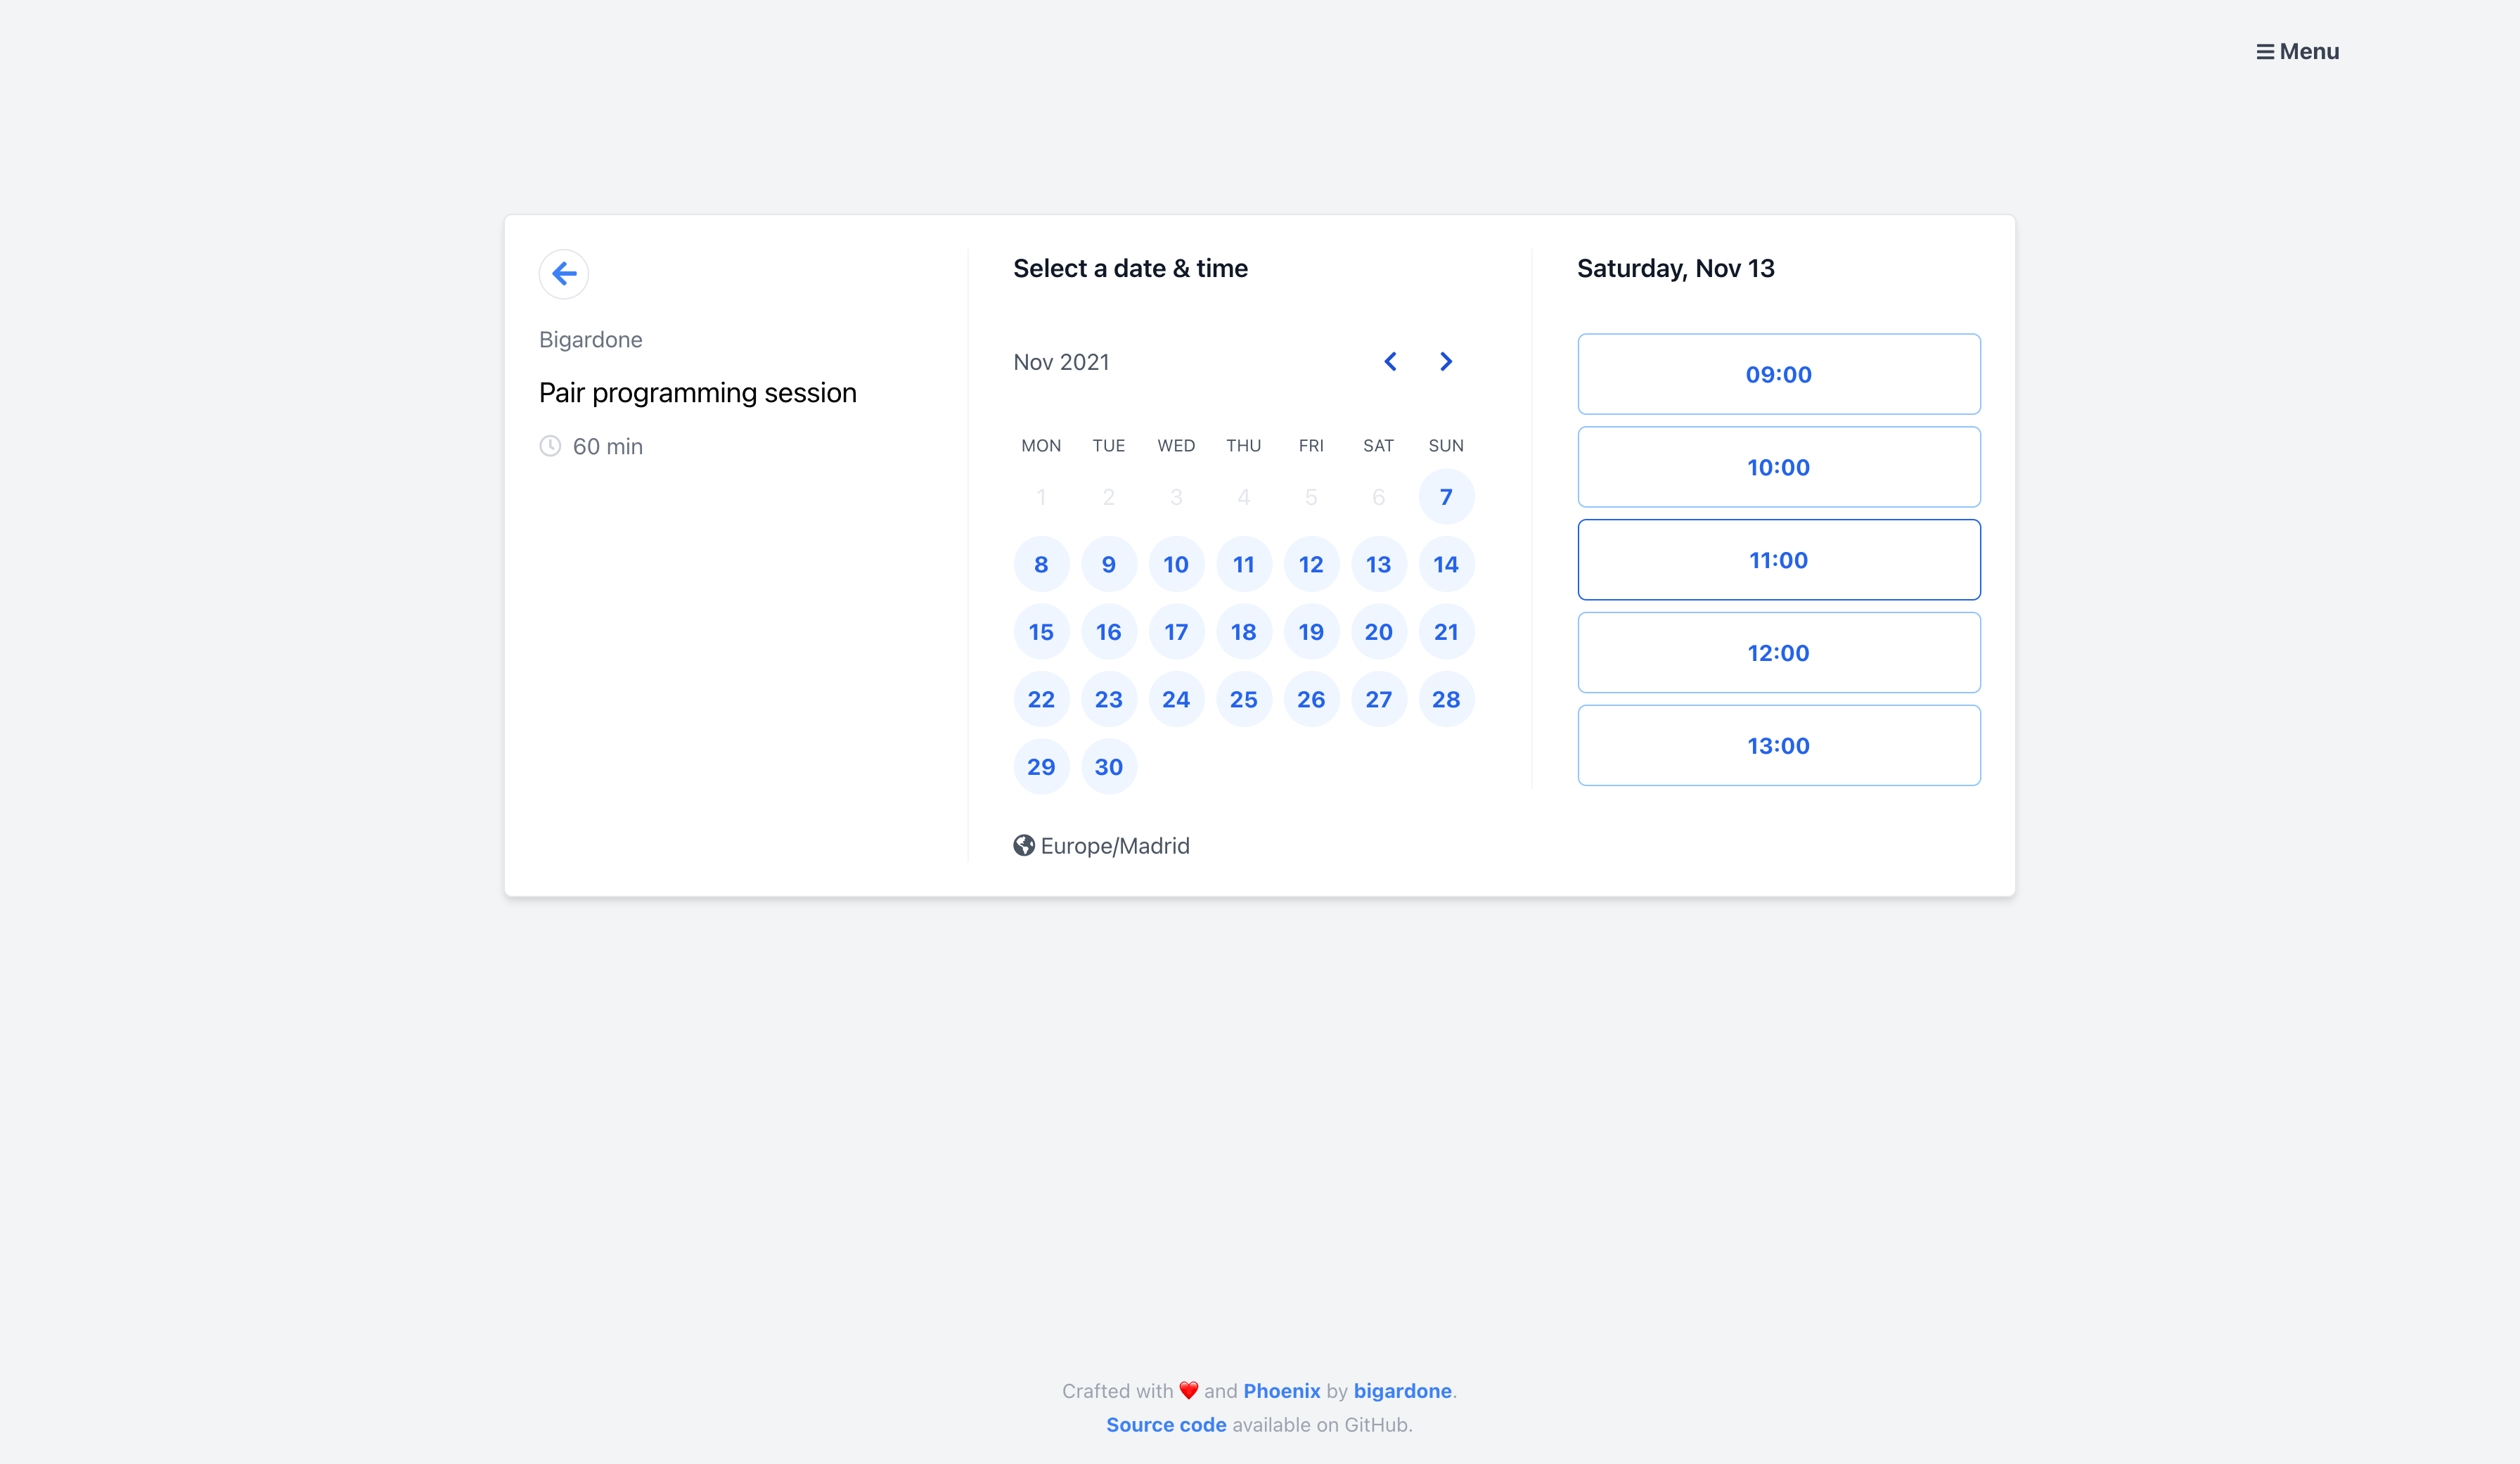 Menu
Bigardone
Pair programming session
60 min
Select a date & time
Nov 2021
MON TUE WED THU FRI SAT SUN
1 2 3 4 5 6 7
8 9 10 11 12 13 14
15 16 17 18 19 20 21
22 23 24 25 26 27 28
29 30
Europe/Madrid
Saturday, Nov 13
09:00
10:00
11:00
12:00
13:00
Crafted with ❤️ and Phoenix by bigardone.
Source code available on GitHub.